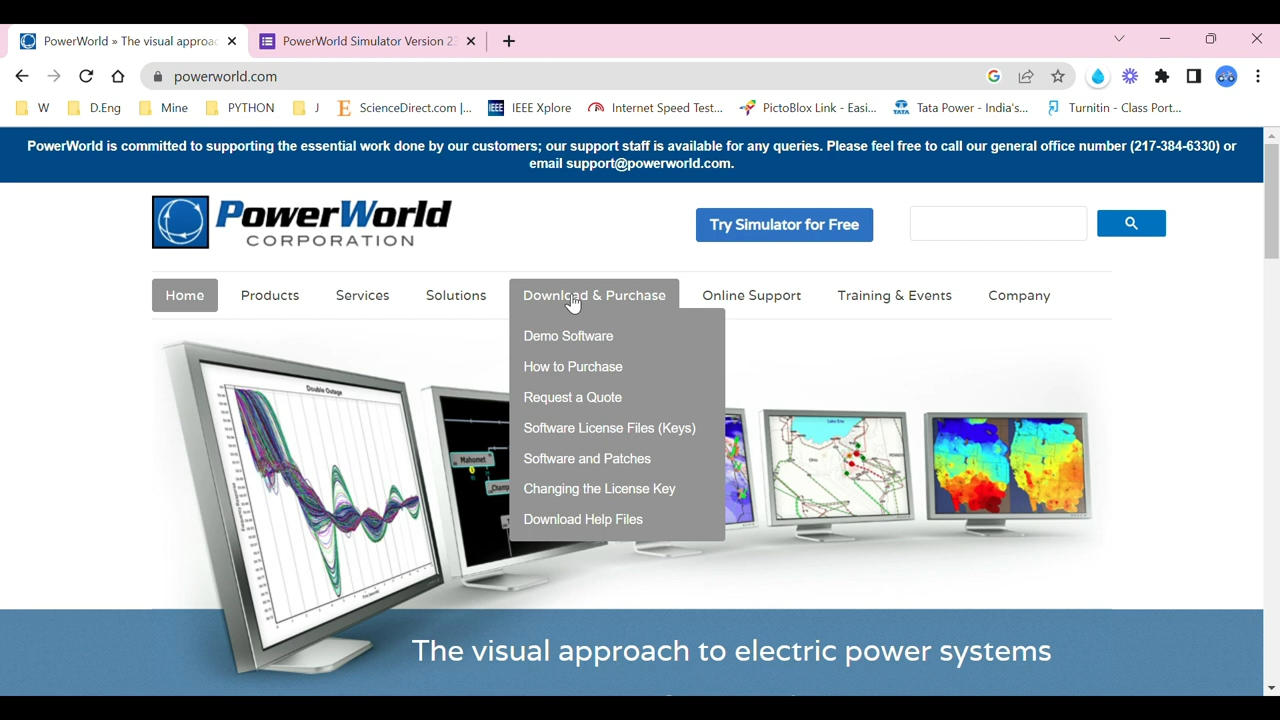 PowerWorld » The visual approac
PowerWorld Simulator Version 23
powerworld.com
W
D.Eng
Mine
PYTHON
J
ScienceDirect.com |...
IEEE Xplore
Internet Speed Test...
PictoBlox Link - Easi...
Tata Power - India's...
Turnitin - Class Port...
PowerWorld is committed to supporting the essential work done by our customers; our support staff is available for any queries. Please feel free to call our general office number (217-384-6330) or
email support@powerworld.com.
PowerWorld
CORPORATION
Try Simulator for Free
Home
Products
Services
Solutions
Download & Purchase
Online Support
Training & Events
Company
Demo Software
How to Purchase
Request a Quote
Software License Files (Keys)
Software and Patches
Changing the License Key
Download Help Files
Double Outage
Mahomet
Champ
The visual approach to electric power systems